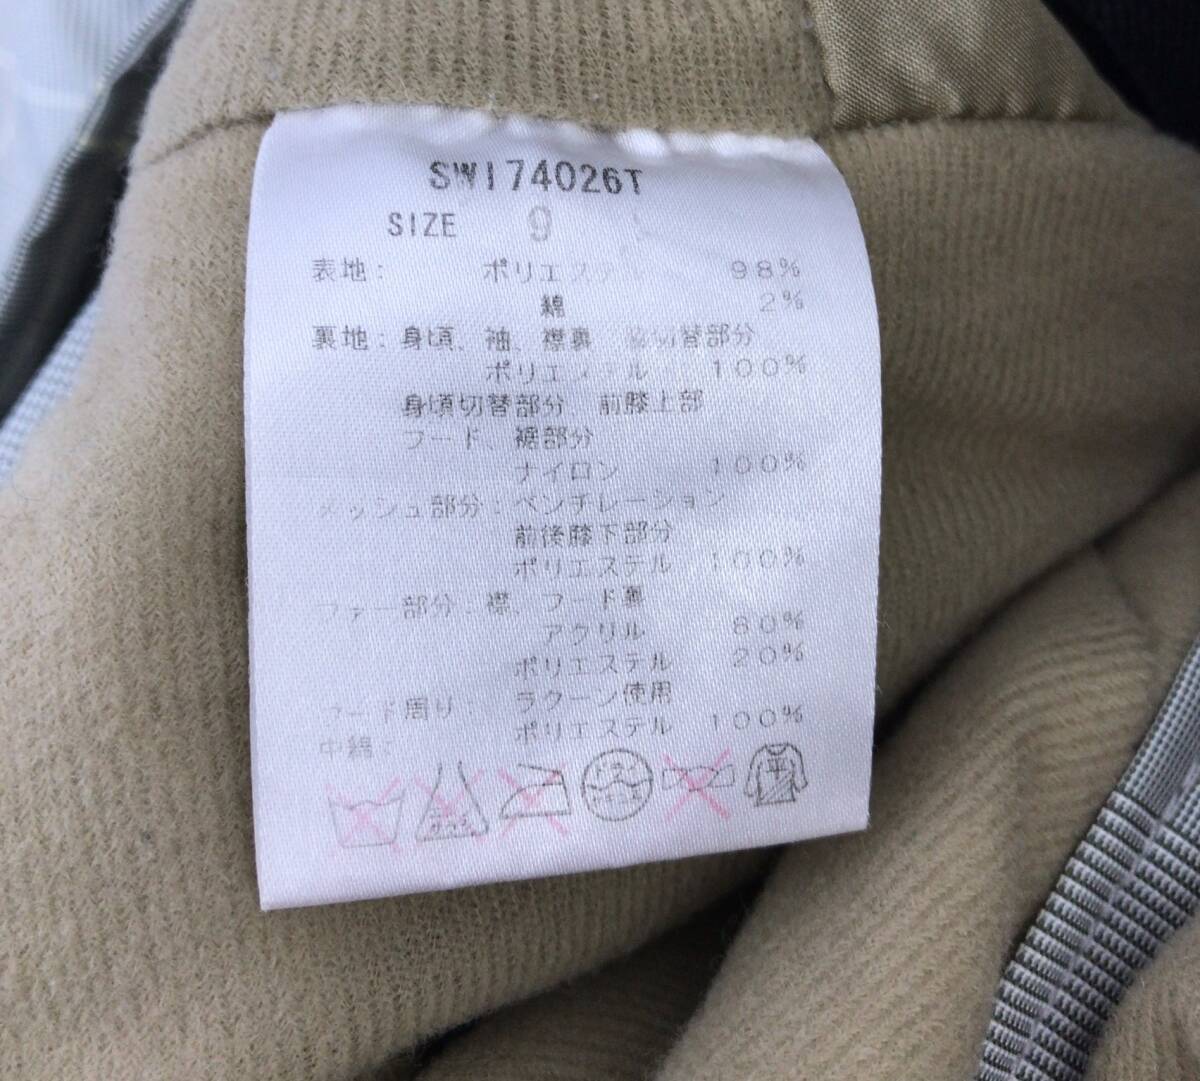 SW174026T
SIZE 9
表地: ポリエステル 98%
綿 2%
裏地: 身頃、袖、襟裏 切替部分
ポリエステル 100%
身頃切替部分、前膝上部
フード、裾部分
ナイロン 100%
メッシュ部分: ベンチレーション
前後膝下部分
ポリエステル 100%
ファー部分: 襟、フード裏
アクリル 80%
ポリエステル 20%
フード周り: ラクーン使用
中綿: ポリエステル 100%
平